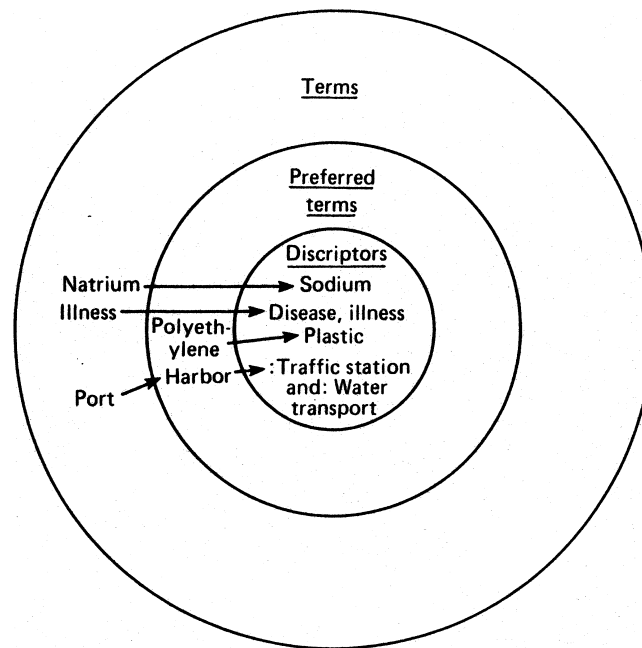 Terms
Preferred
terms
Discriptors
Natrium
Sodium
Illness
Disease, illness
Polyeth-
ylene
Plastic
Port
Harbor
:Traffic station
and: Water
transport